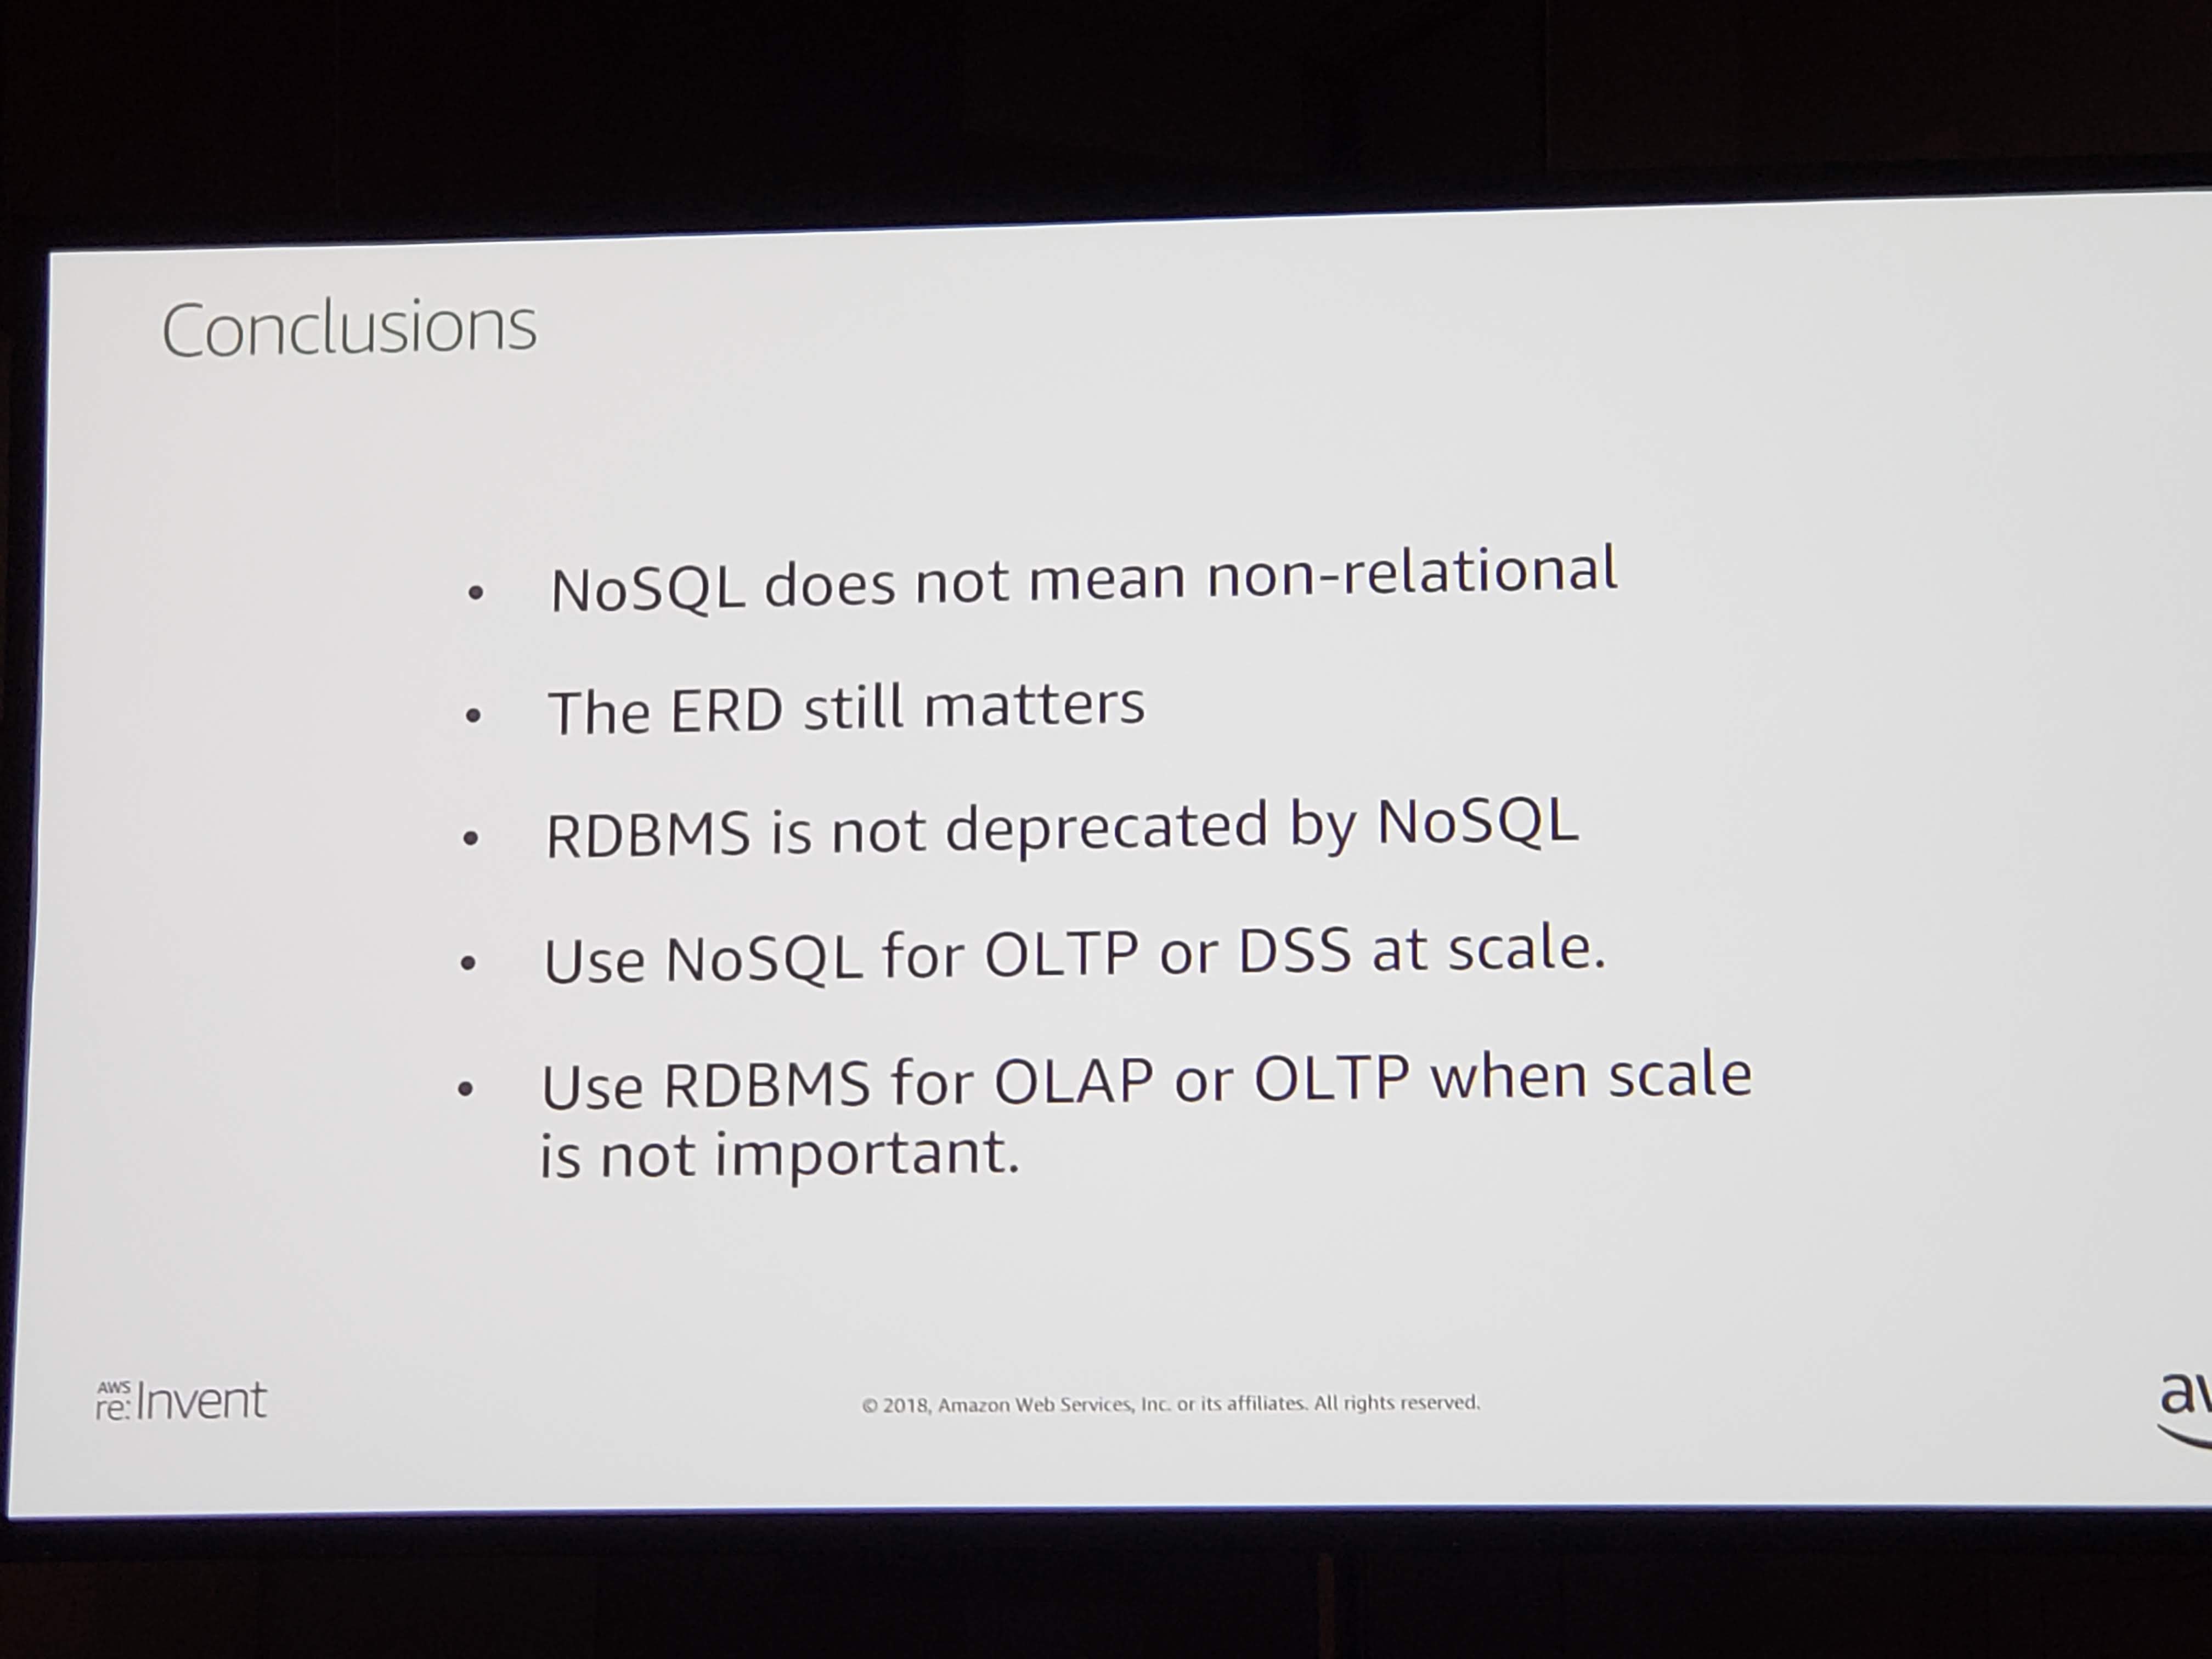 Conclusions
• NoSQL does not mean non-relational
• The ERD still matters
• RDBMS is not deprecated by NoSQL
• Use NoSQL for OLTP or DSS at scale.
• Use RDBMS for OLAP or OLTP when scale
is not important.
AWS
re:Invent
© 2018, Amazon Web Services, Inc. or its affiliates. All rights reserved.